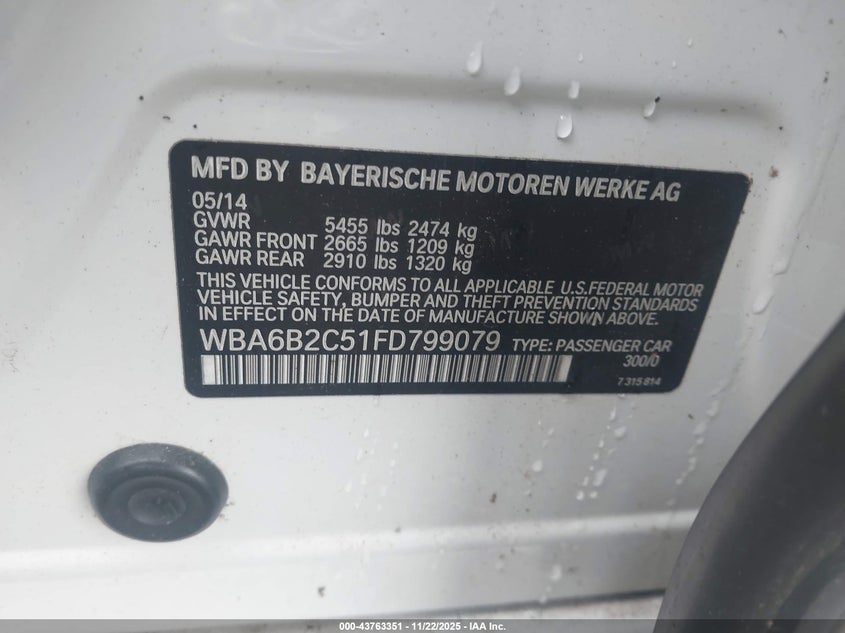 MFD BY BAYERISCHE MOTOREN WERKE AG
05/14
GVWR 5455 lbs 2474 kg
GAWR FRONT 2665 lbs 1209 kg
GAWR REAR 2910 lbs 1320 kg
THIS VEHICLE CONFORMS TO ALL APPLICABLE U.S.FEDERAL MOTOR
VEHICLE SAFETY, BUMPER AND THEFT PREVENTION STANDARDS
IN EFFECT ON THE DATE OF MANUFACTURE SHOWN ABOVE.
WBA6B2C51FD799079 TYPE: PASSENGER CAR
300/0
7 315 814
000-43763351 - 11/22/2025 - IAA Inc.